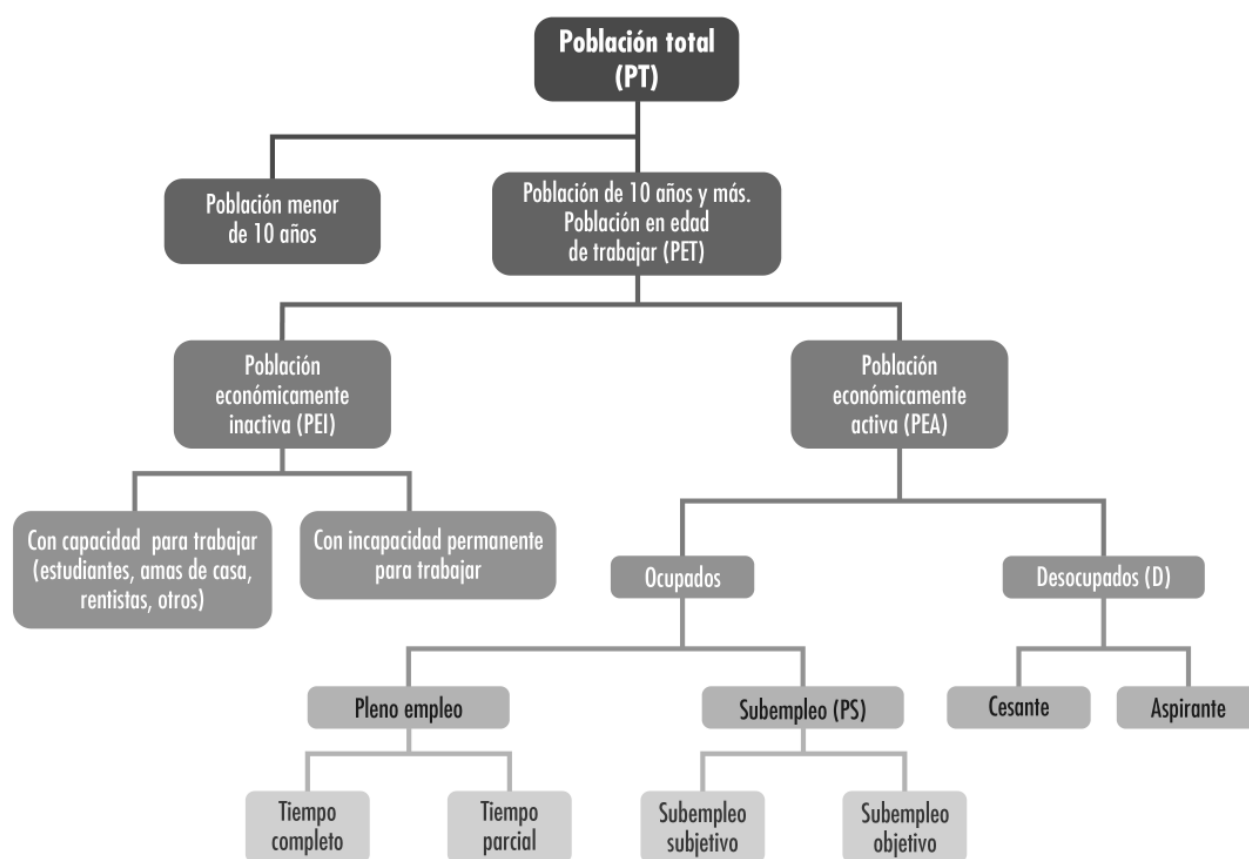 Población total
(PT)
Población menor
de 10 años
Población de 10 años y más.
Población en edad
de trabajar (PET)
Población
económicamente
inactiva (PEI)
Población
económicamente
activa (PEA)
Con capacidad para trabajar
(estudiantes, amas de casa,
rentistas, otros)
Con incapacidad permanente
para trabajar
Ocupados
Desocupados (D)
Pleno empleo
Subempleo (PS)
Cesante
Aspirante
Tiempo
completo
Tiempo
parcial
Subempleo
subjetivo
Subempleo
objetivo